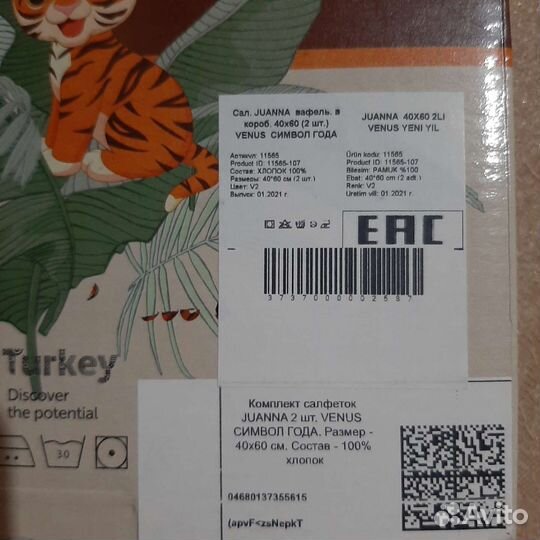 Сал. JUANNA вафель. в
короб. 40х60 (2 шт.)
VENUS СИМВОЛ ГОДА
Артикул: 11565
Product ID: 11565-107
Состав: ХЛОПОК 100%
Размеры: 40*60 см (2 шт.)
Цвет: V2
Выпуск: 01.2021 г.
JUANNA 40X60 2LI
VENUS YENI YIL
Ürün kodu: 11565
Product ID: 11565-107
Bilesim: PAMUK %100
Ebat: 40*60 cm (2 adt.)
Renk: V2
Uretim yili: 01.2021 г.
EAC
3737000002587
Turkey
Discover
the potential
30
Комплект салфеток
JUANNA 2 шт. VENUS
СИМВОЛ ГОДА. Размер -
40х60 см. Состав - 100%
хлопок
04680137355615
(apvF<zsNepkT
Avito